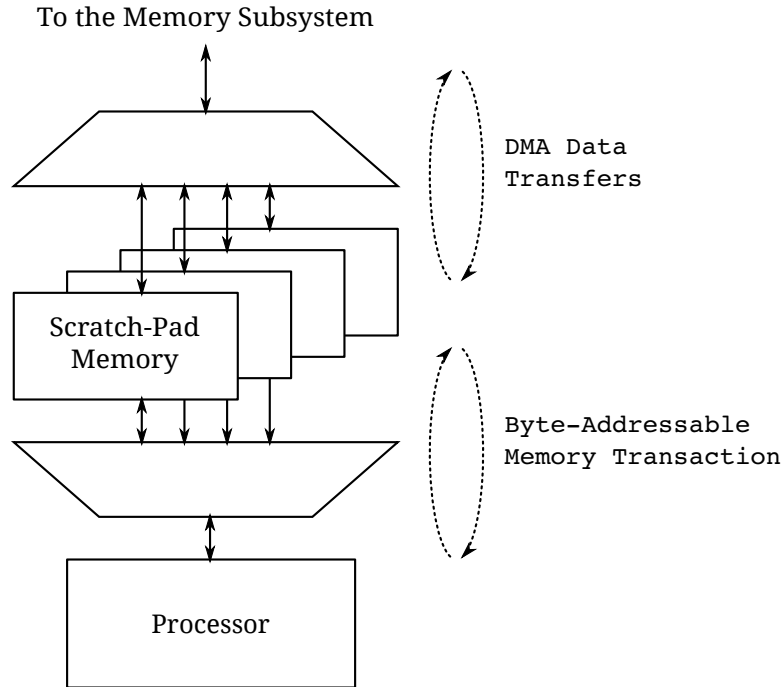 To the Memory Subsystem
DMA Data
Transfers
Scratch-Pad
Memory
Byte-Addressable
Memory Transaction
Processor